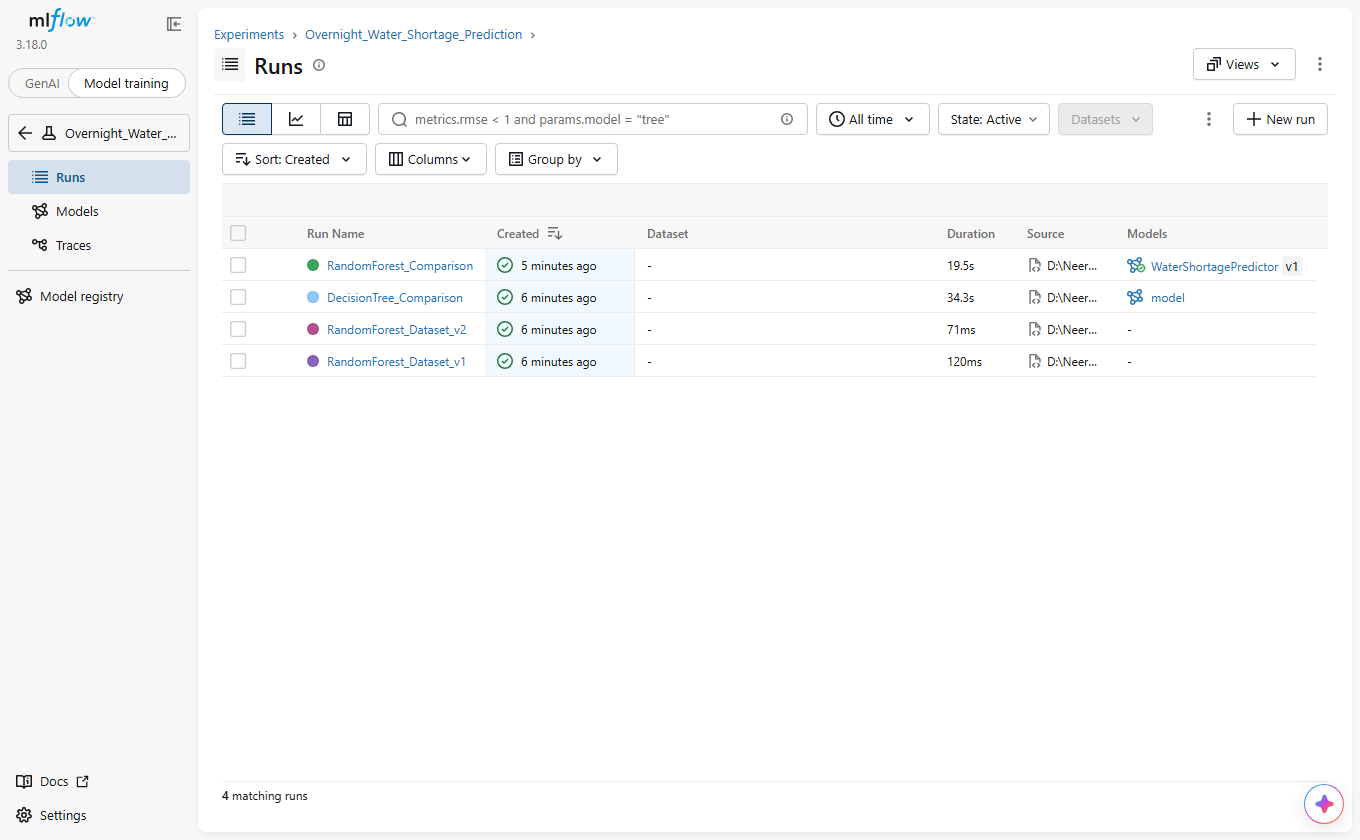 mlflow
3.18.0
GenAI Model training
Overnight_Water_...
Runs
Models
Traces
Model registry
Docs
Settings
Experiments › Overnight_Water_Shortage_Prediction ›
Runs
Views
metrics.rmse < 1 and params.model = "tree"
All time
State: Active
Datasets
New run
Sort: Created
Columns
Group by
Run Name Created Dataset Duration Source Models
RandomForest_Comparison 5 minutes ago - 19.5s D:\Neer... WaterShortagePredictor v1
DecisionTree_Comparison 6 minutes ago - 34.3s D:\Neer... model
RandomForest_Dataset_v2 6 minutes ago - 71ms D:\Neer... -
RandomForest_Dataset_v1 6 minutes ago - 120ms D:\Neer... -
4 matching runs